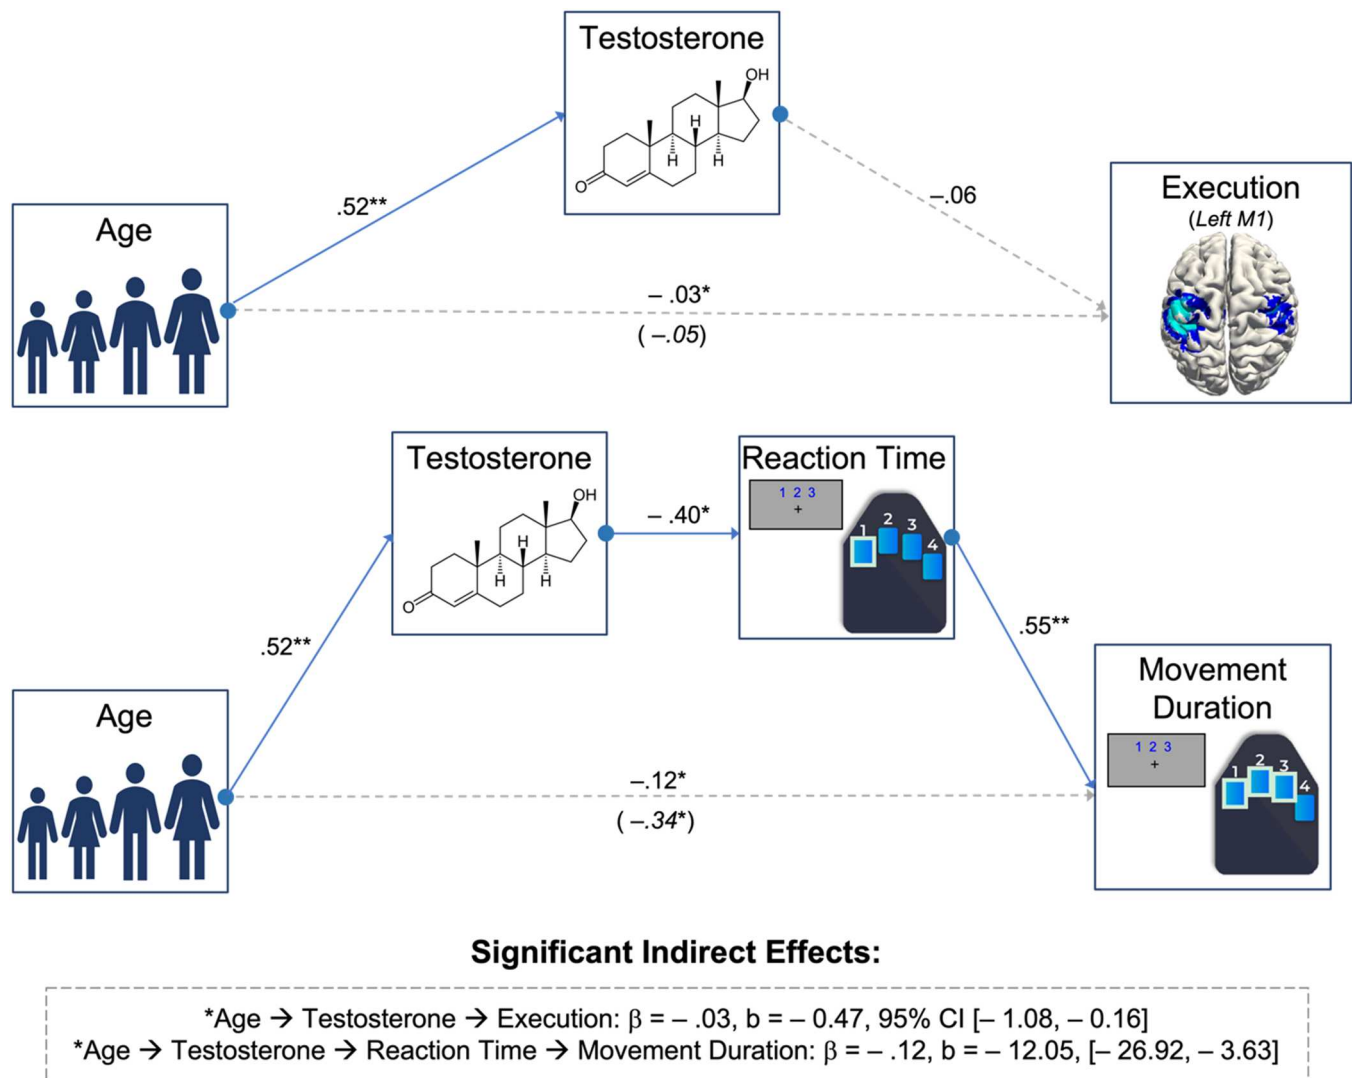 Testosterone
OH
H
H
H
O
.52**
–.06
Execution
(Left M1)
Age
– .03*
( –.05)
Testosterone
OH
H
H
H
O
– .40*
Reaction Time
1 2 3
+
1
2
3
4
.52**
.55**
Movement
Duration
1 2 3
+
1
2
3
4
Age
–.12*
( –.34*)
Significant Indirect Effects:
*Age → Testosterone → Execution: β = – .03, b = – 0.47, 95% CI [– 1.08, – 0.16]
*Age → Testosterone → Reaction Time → Movement Duration: β = – .12, b = – 12.05, [– 26.92, – 3.63]